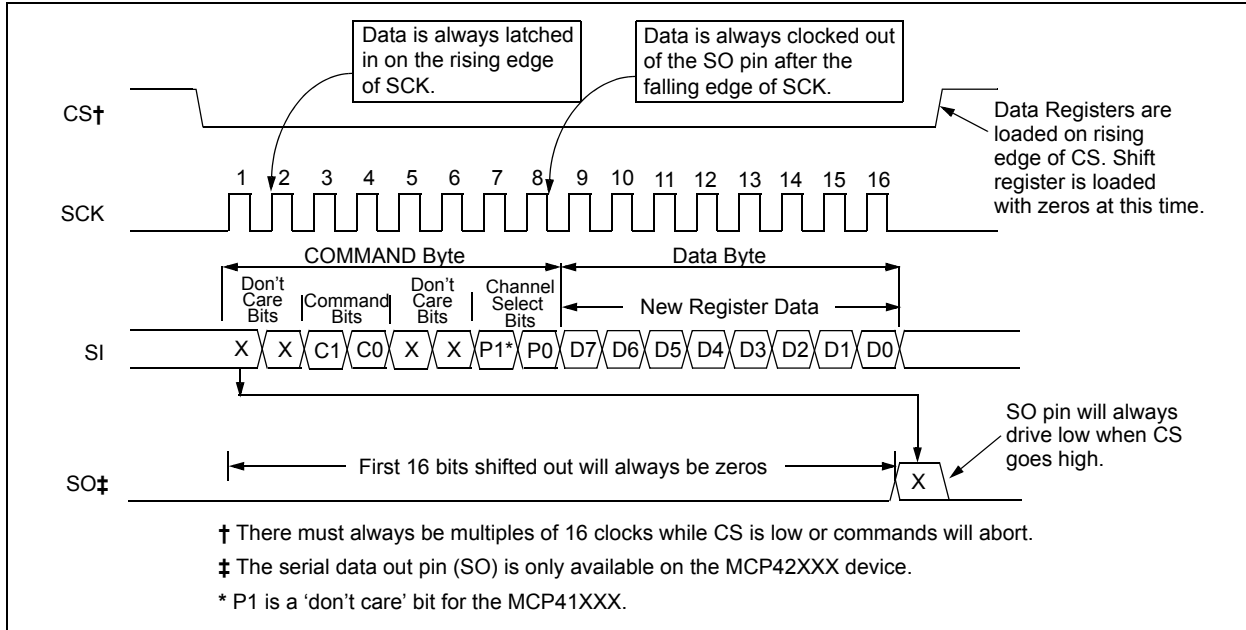 Data is always latched
in on the rising edge
of SCK.
Data is always clocked out
of the SO pin after the
falling edge of SCK.
CS†
Data Registers are
loaded on rising
edge of CS. Shift
register is loaded
with zeros at this time.
1 2 3 4 5 6 7 8 9 10 11 12 13 14 15 16
SCK
COMMAND Byte
Data Byte
Don't
Care
Bits
Command
Bits
Don't
Care
Bits
Channel
Select
Bits
New Register Data
SI
X X C1 C0 X X P1* P0 D7 D6 D5 D4 D3 D2 D1 D0
SO pin will always
drive low when CS
goes high.
First 16 bits shifted out will always be zeros
X
SO‡
† There must always be multiples of 16 clocks while CS is low or commands will abort.
‡ The serial data out pin (SO) is only available on the MCP42XXX device.
* P1 is a ‘don’t care’ bit for the MCP41XXX.